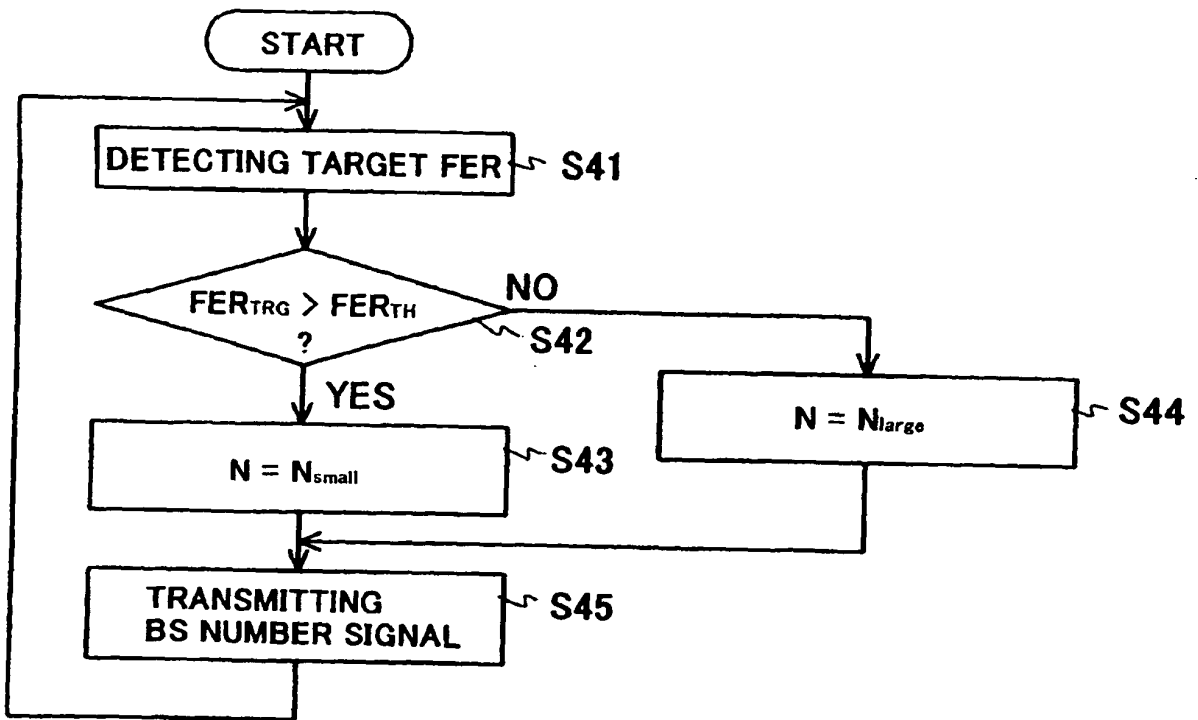 START
DETECTING TARGET FER
S41
FERTRG > FERTH
?
NO
S42
YES
N = Nsmall
S43
N = Nlarge
S44
TRANSMITTING
BS NUMBER SIGNAL
S45